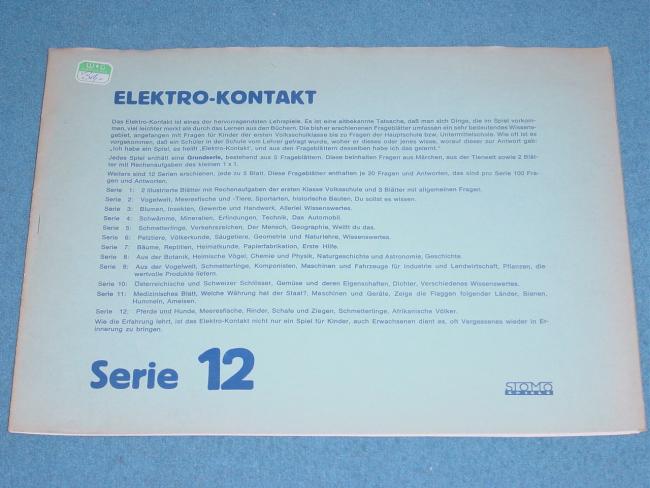 W+D
ELEKTRO-KONTAKT
Das Elektro-Kontakt ist eines der hervorragendsten Lehrspiele. Es ist eine altbekannte Tatsache, daß man sich Dinge, die im Spiel vorkom-
men, viel leichter merkt als durch das Lernen aus den Büchern. Die bisher erschienenen Frageblätter umfassen ein sehr bedeutendes Wissens-
gebiet, angefangen mit Fragen für Kinder der ersten Volksschulklasse bis zu Fragen der Hauptschule bzw. Untermittelschule. Wie oft ist es
vorgekommen, daß ein Schüler in der Schule vom Lehrer gefragt wurde, woher er dieses oder jenes wisse, worauf dieser zur Antwort gab:
„Ich habe ein Spiel, es heißt ‚Elektro-Kontakt', und aus den Frageblättern desselben habe ich das gelernt."
Jedes Spiel enthält eine Grundserie, bestehend aus 5 Frageblättern. Diese beinhalten Fragen aus Märchen, aus der Tierwelt sowie 2 Blät-
ter mit Rechenaufgaben des kleinen 1 x 1.
Weiters sind 12 Serien erschienen, jede zu 5 Blatt. Diese Frageblätter enthalten je 20 Fragen und Antworten, das sind pro Serie 100 Fra-
gen und Antworten.
Serie 1: 2 illustrierte Blätter mit Rechenaufgaben der ersten Klasse Volksschule und 3 Blätter mit allgemeinen Fragen.
Serie 2: Vogelwelt, Meeresfische und -Tiere, Sportarten, historische Bauten, Du sollst es wissen.
Serie 3: Blumen, Insekten, Gewerbe und Handwerk, Allerlei Wissenswertes.
Serie 4: Schwämme, Mineralien, Erfindungen, Technik, Das Automobil.
Serie 5: Schmetterlinge, Verkehrszeichen, Der Mensch, Geographie, Weißt du das.
Serie 6: Pelztiere, Völkerkunde, Säugetiere, Geometrie und Naturlehre, Wissenswertes.
Serie 7: Bäume, Reptilien, Heimatkunde, Papierfabrikation, Erste Hilfe.
Serie 8: Aus der Botanik, Heimische Vögel, Chemie und Physik, Naturgeschichte und Astronomie, Geschichte.
Serie 9: Aus der Vogelwelt, Schmetterlinge, Komponisten, Maschinen und Fahrzeuge für Industrie und Landwirtschaft, Pflanzen, die
wertvolle Produkte liefern.
Serie 10: Österreichische und Schweizer Schlösser, Gemüse und deren Eigenschaften, Dichter, Verschiedenes Wissenswertes.
Serie 11: Medizinisches Blatt, Welche Währung hat der Staat?, Maschinen und Geräte, Zeige die Flaggen folgender Länder, Bienen,
Hummeln, Ameisen.
Serie 12: Pferde und Hunde, Meeresfische, Rinder, Schafe und Ziegen, Schmetterlinge, Afrikanische Völker.
Wie die Erfahrung lehrt, ist das Elektro-Kontakt nicht nur ein Spiel für Kinder, auch Erwachsenen dient es, oft Vergessenes wieder in Er-
innerung zu bringen.
Serie 12
STOMO
SPIELE